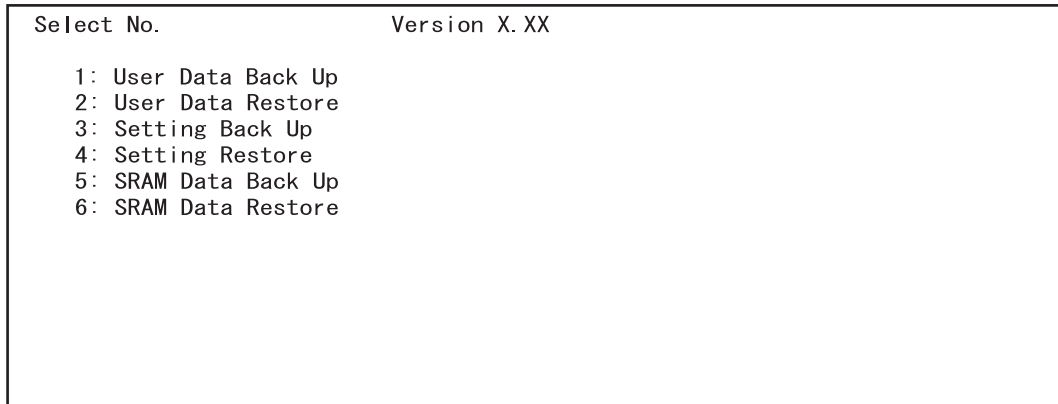 Select No. Version X.XX
1: User Data Back Up
2: User Data Restore
3: Setting Back Up
4: Setting Restore
5: SRAM Data Back Up
6: SRAM Data Restore